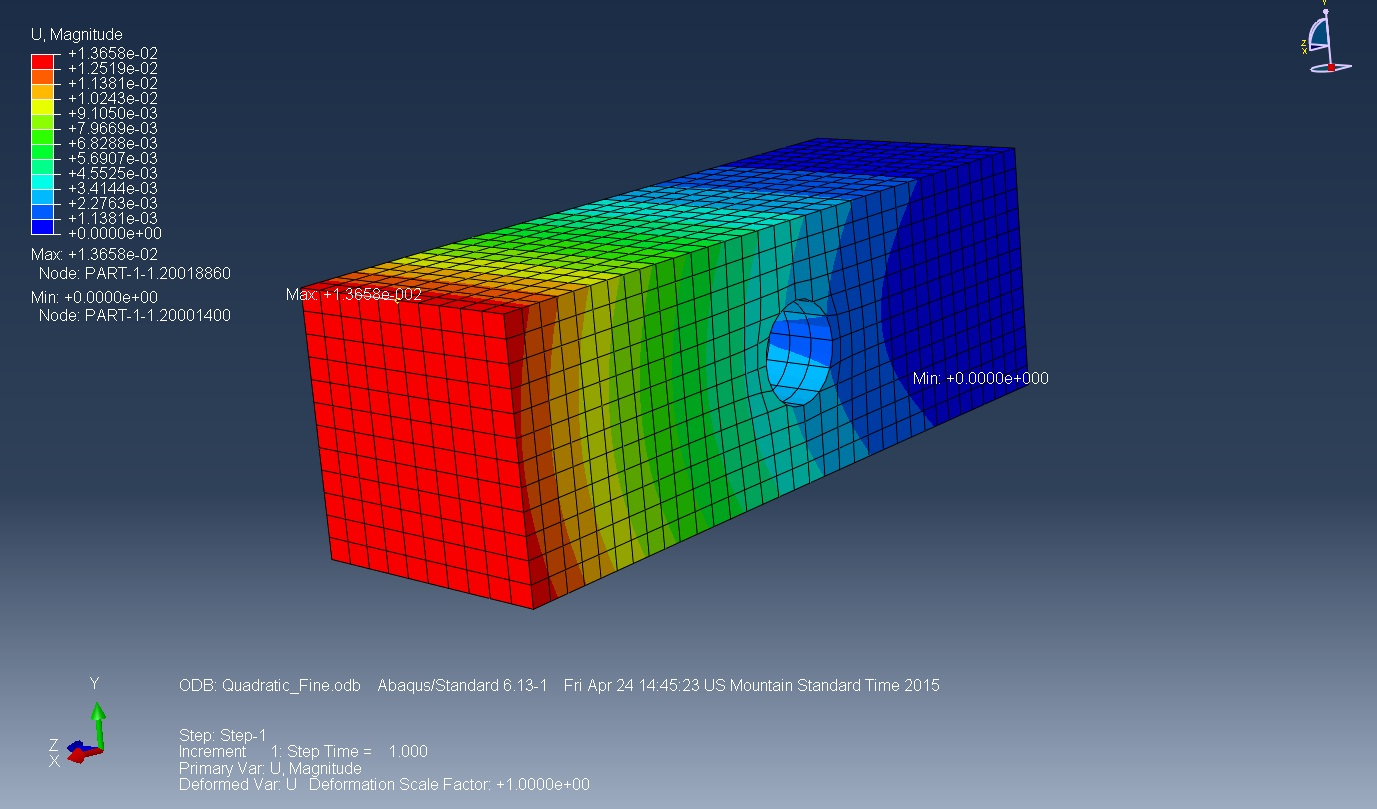 U, Magnitude
+1.3658e-02
+1.2519e-02
+1.1381e-02
+1.0243e-02
+9.1050e-03
+7.9669e-03
+6.8288e-03
+5.6907e-03
+4.5525e-03
+3.4144e-03
+2.2763e-03
+1.1381e-03
+0.0000e+00
Max: +1.3658e-02
Node: PART-1-1.20018860
Min: +0.0000e+00
Node: PART-1-1.20001400
Y
Z
X
Max: +1.3658e-002
Min: +0.0000e+000
Y
Z
X
ODB: Quadratic_Fine.odb    Abaqus/Standard 6.13-1    Fri Apr 24 14:45:23 US Mountain Standard Time 2015
Step: Step-1
Increment     1: Step Time =    1.000
Primary Var: U, Magnitude
Deformed Var: U   Deformation Scale Factor: +1.0000e+00